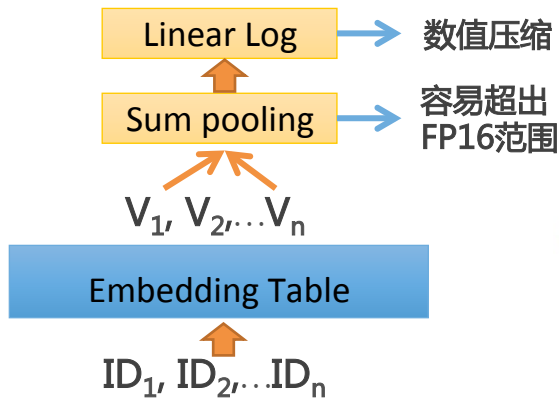 Linear Log
数值压缩
Sum pooling
容易超出
FP16范围
V1, V2,…Vn
Embedding Table
ID1, ID2,…IDn